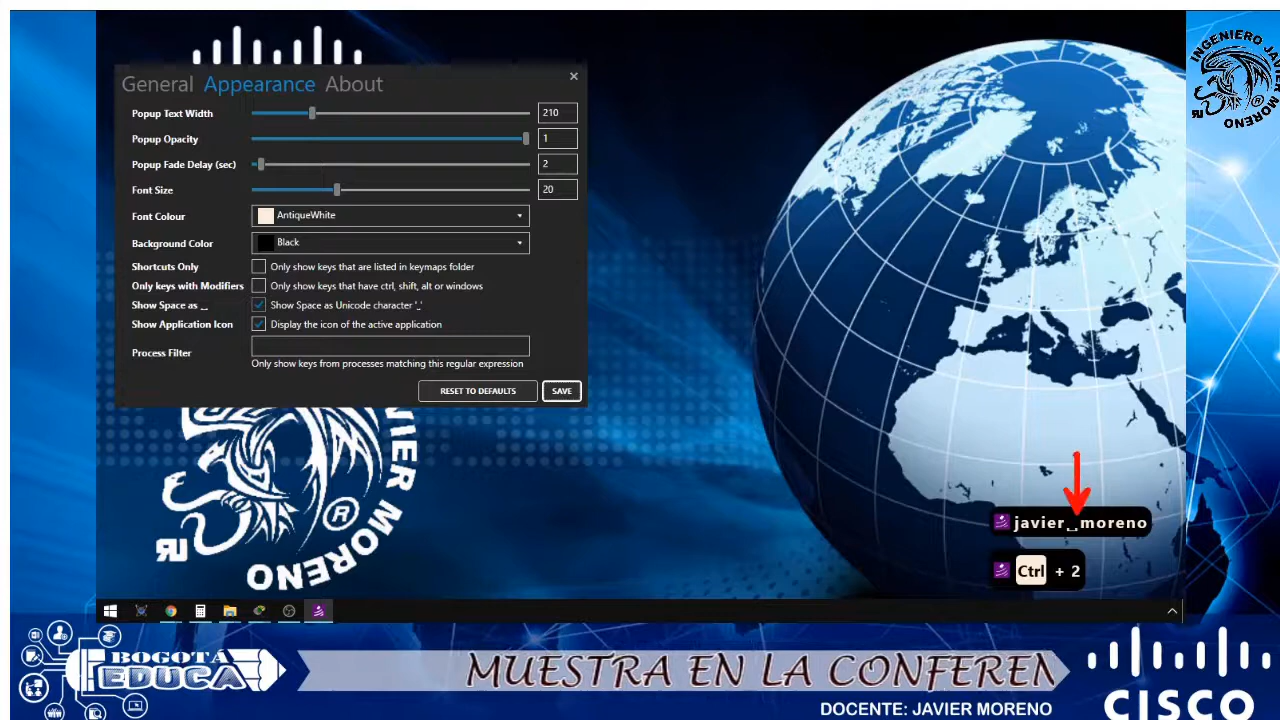 General Appearance About
Popup Text Width 210
Popup Opacity 1
Popup Fade Delay (sec) 2
Font Size 20
Font Colour AntiqueWhite
Background Color Black
Shortcuts Only Only show keys that are listed in keymaps folder
Only keys with Modifiers Only show keys that have ctrl, shift, alt or windows
Show Space as ⎵ Show Space as Unicode character '⎵'
Show Application Icon Display the icon of the active application
Process Filter
Only show keys from processes matching this regular expression
RESET TO DEFAULTS SAVE
INGENIERO JAVIER MORENO
VIER MORENO
®
javier⎵moreno
Ctrl + 2
BOGOTA
EDUCA
MUESTRA EN LA CONFEREN
DOCENTE: JAVIER MORENO
CISCO